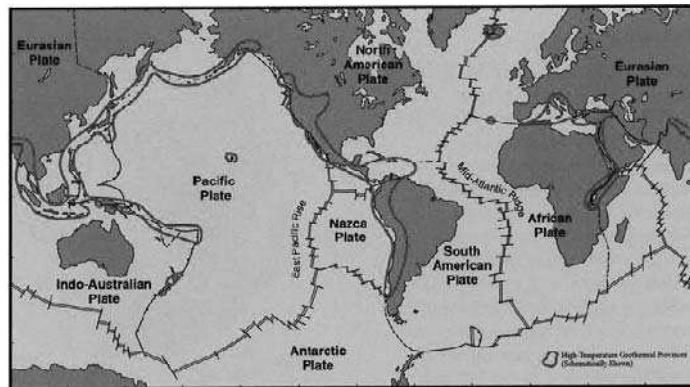 Eurasian
Plate
North
American
Plate
Eurasian
Plate
Pacific
Plate
East Pacific Rise
Nazca
Plate
Mid-Atlantic Ridge
African
Plate
South
American
Plate
Indo-Australian
Plate
Antarctic
Plate
High-Temperature Geothermal Provinces
(Schematically Shown)